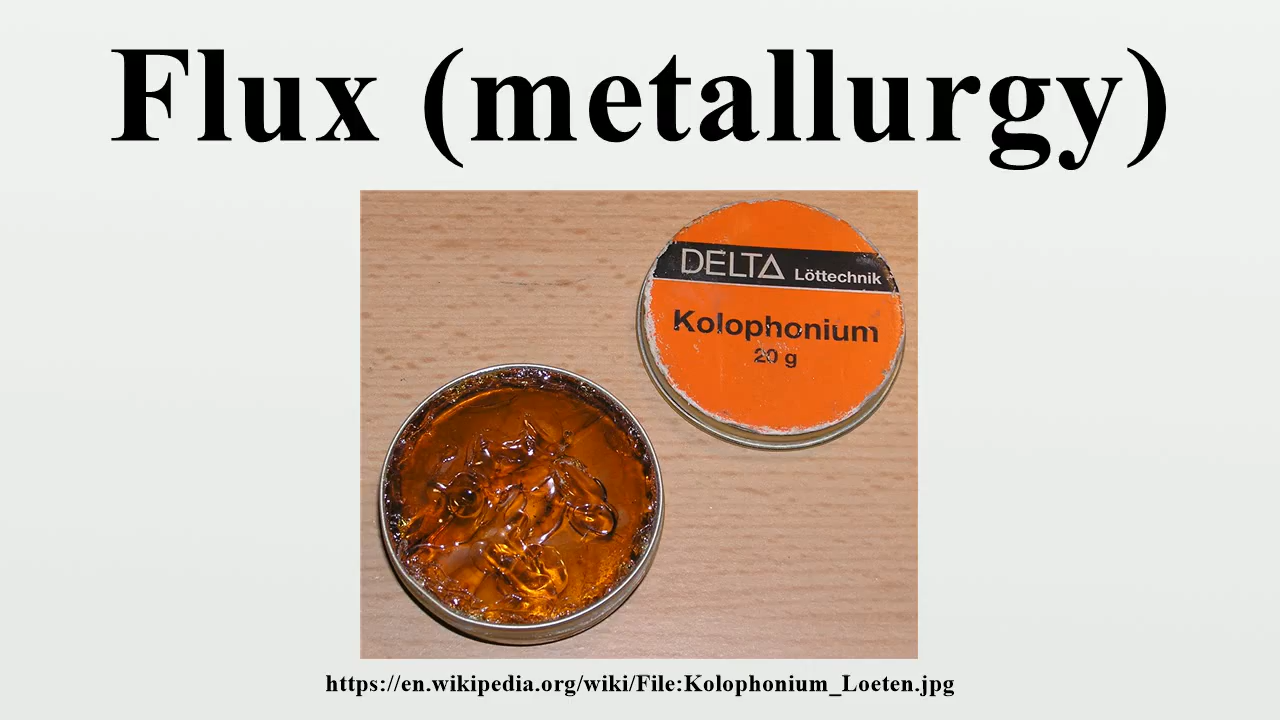 Flux (metallurgy)
DELTA Löttechnik
Kolophonium
20 g
https://en.wikipedia.org/wiki/File:Kolophonium_Loeten.jpg